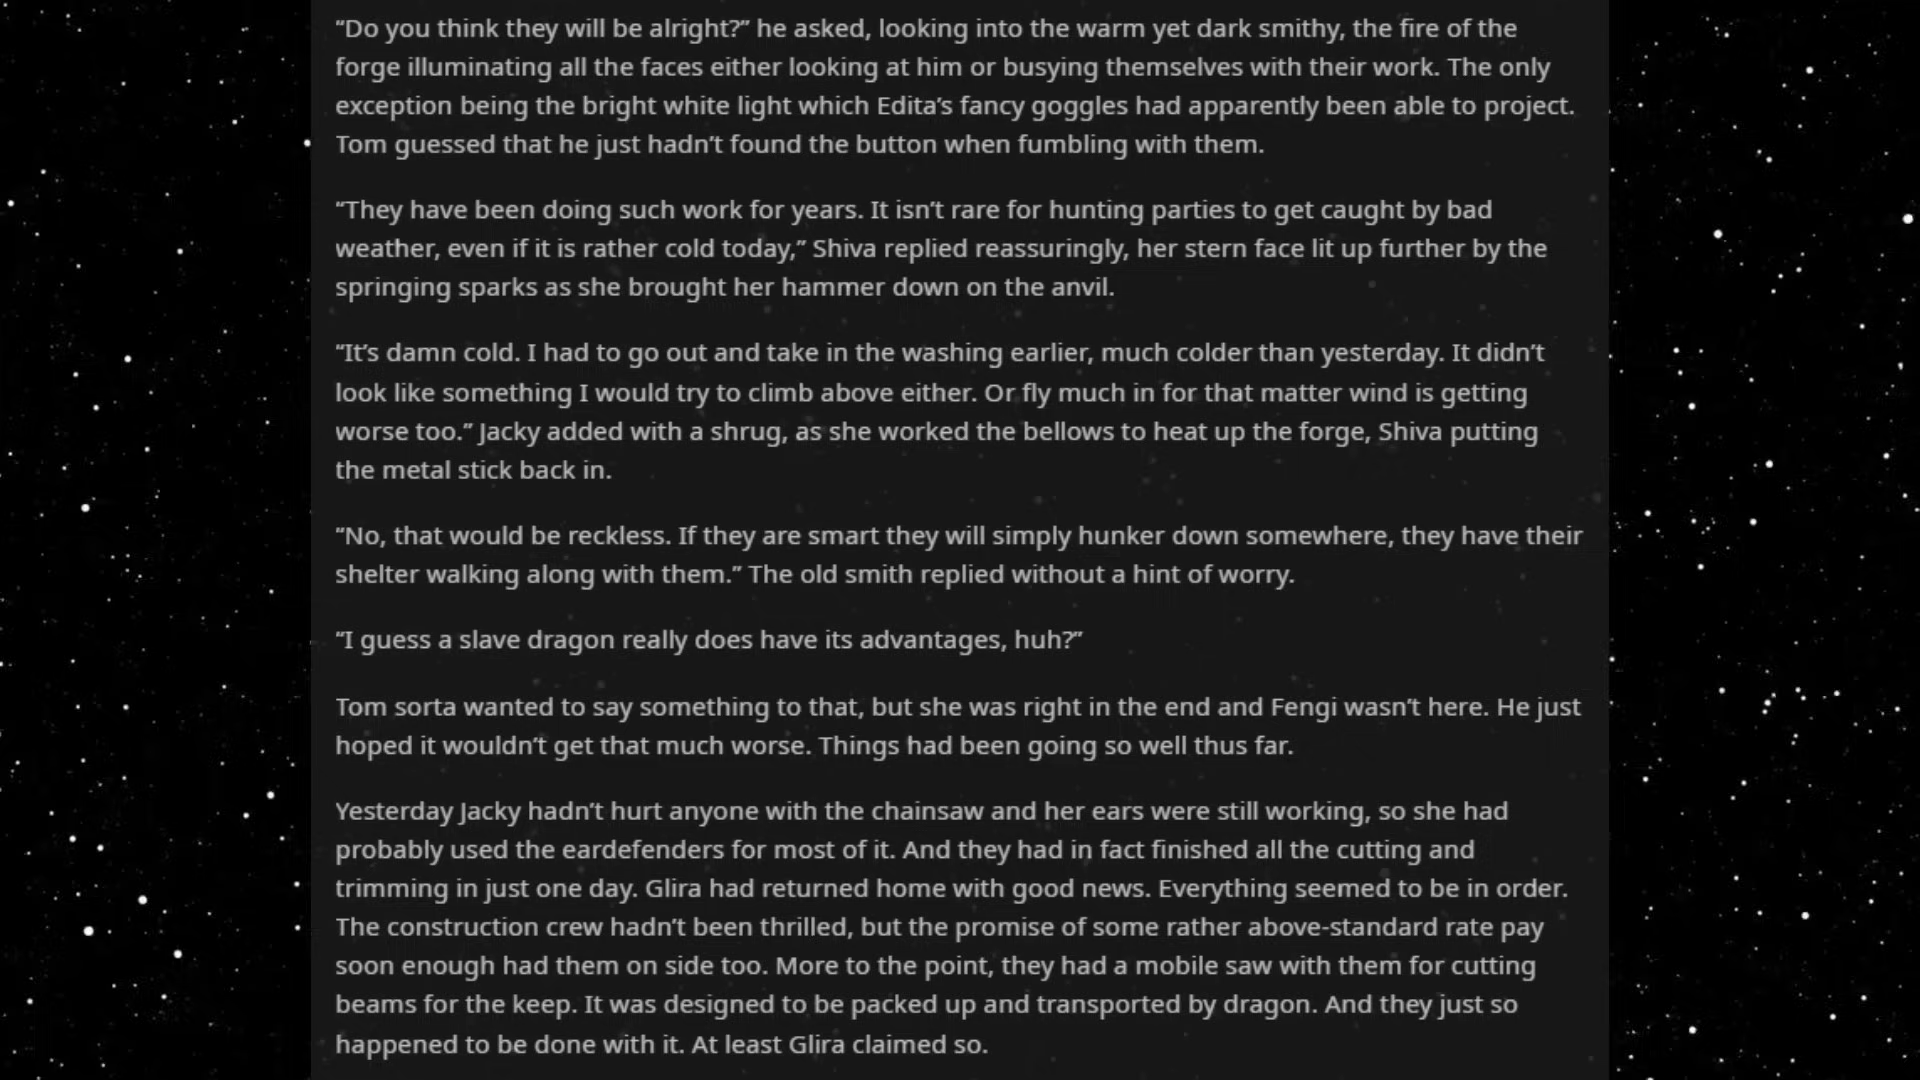 “Do you think they will be alright?” he asked, looking into the warm yet dark smithy, the fire of the
forge illuminating all the faces either looking at him or busying themselves with their work. The only
exception being the bright white light which Edita’s fancy goggles had apparently been able to project.
Tom guessed that he just hadn’t found the button when fumbling with them.
“They have been doing such work for years. It isn’t rare for hunting parties to get caught by bad
weather, even if it is rather cold today,” Shiva replied reassuringly, her stern face lit up further by the
springing sparks as she brought her hammer down on the anvil.
“It’s damn cold. I had to go out and take in the washing earlier, much colder than yesterday. It didn’t
look like something I would try to climb above either. Or fly much in for that matter wind is getting
worse too.” Jacky added with a shrug, as she worked the bellows to heat up the forge, Shiva putting
the metal stick back in.
“No, that would be reckless. If they are smart they will simply hunker down somewhere, they have their
shelter walking along with them.” The old smith replied without a hint of worry.
“I guess a slave dragon really does have its advantages, huh?”
Tom sorta wanted to say something to that, but she was right in the end and Fengi wasn’t here. He just
hoped it wouldn’t get that much worse. Things had been going so well thus far.
Yesterday Jacky hadn’t hurt anyone with the chainsaw and her ears were still working, so she had
probably used the eardefenders for most of it. And they had in fact finished all the cutting and
trimming in just one day. Glira had returned home with good news. Everything seemed to be in order.
The construction crew hadn’t been thrilled, but the promise of some rather above-standard rate pay
soon enough had them on side too. More to the point, they had a mobile saw with them for cutting
beams for the keep. It was designed to be packed up and transported by dragon. And they just so
happened to be done with it. At least Glira claimed so.